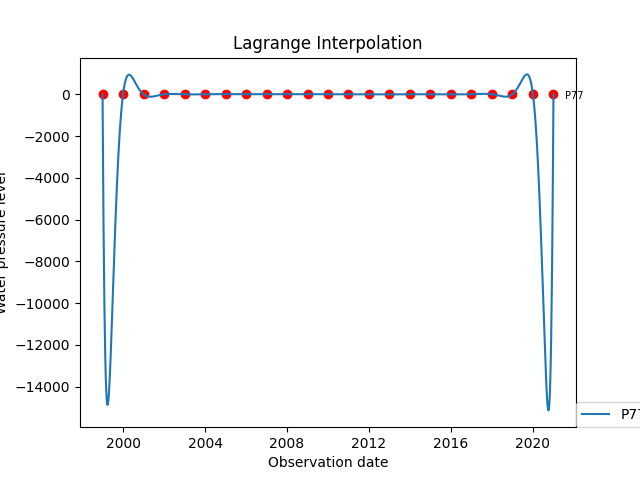 Lagrange Interpolation
Water pressure level
0
−2000
−4000
−6000
−8000
−10000
−12000
−14000
P77
P77
2000 2004 2008 2012 2016 2020
Observation date